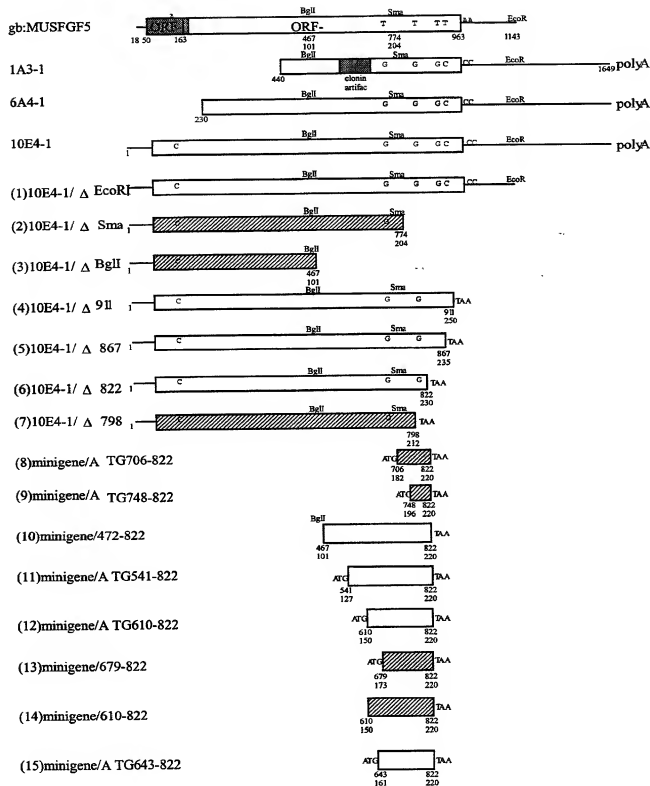 gb:MUSFGF5 ORF ORF- BglI Sma T T T T aa EcoR
18 50 163 467 774 963 1143
101 204
1A3-1 BglI Sma G G G C CC EcoR 1649 polyA
440 clonin
artifac
6A4-1 BglI Sma G G G C CC EcoR polyA
230
10E4-1 1 C BglI Sma G G G C CC EcoR polyA
(1)10E4-1/ Δ EcoRI C BglI Sma G G G C CC EcoR
(2)10E4-1/ Δ Sma 1 C BglI Sma G
774
204
(3)10E4-1/ Δ BglI 1 C BglI
467
101
(4)10E4-1/ Δ 911 1 C BglI Sma G G TAA
911
250
(5)10E4-1/ Δ 867 1 C BglI Sma G G TAA
867
235
(6)10E4-1/ Δ 822 1 C BglI Sma G G TAA
822
230
(7)10E4-1/ Δ 798 1 C BglI Sma G TAA
798
212
(8)minigene/A TG706-822 ATG TAA
706 822
182 220
(9)minigene/A TG748-822 ATG TAA
748 822
196 220
(10)minigene/472-822 BglI TAA
467 822
101 220
(11)minigene/A TG541-822 ATG TAA
541 822
127 220
(12)minigene/A TG610-822 ATG TAA
610 822
150 220
(13)minigene/679-822 ATG TAA
679 822
173 220
(14)minigene/610-822 TAA
610 822
150 220
(15)minigene/A TG643-822 ATG TAA
643 822
161 220